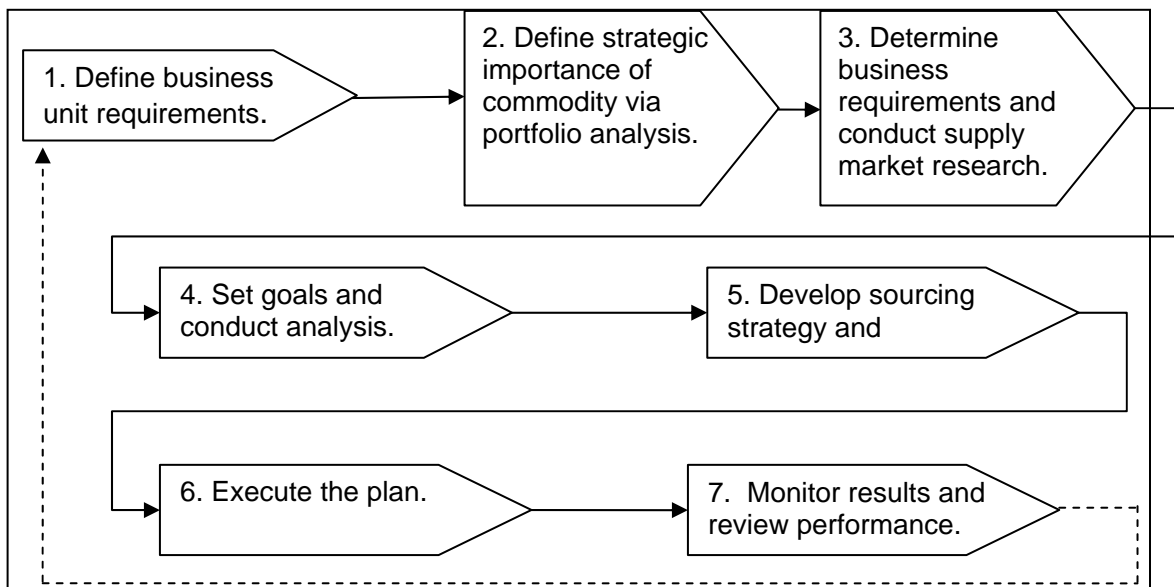 1. Define business
unit requirements.
2. Define strategic
importance of
commodity via
portfolio analysis.
3. Determine
business
requirements and
conduct supply
market research.
4. Set goals and
conduct analysis.
5. Develop sourcing
strategy and
6. Execute the plan.
7. Monitor results and
review performance.